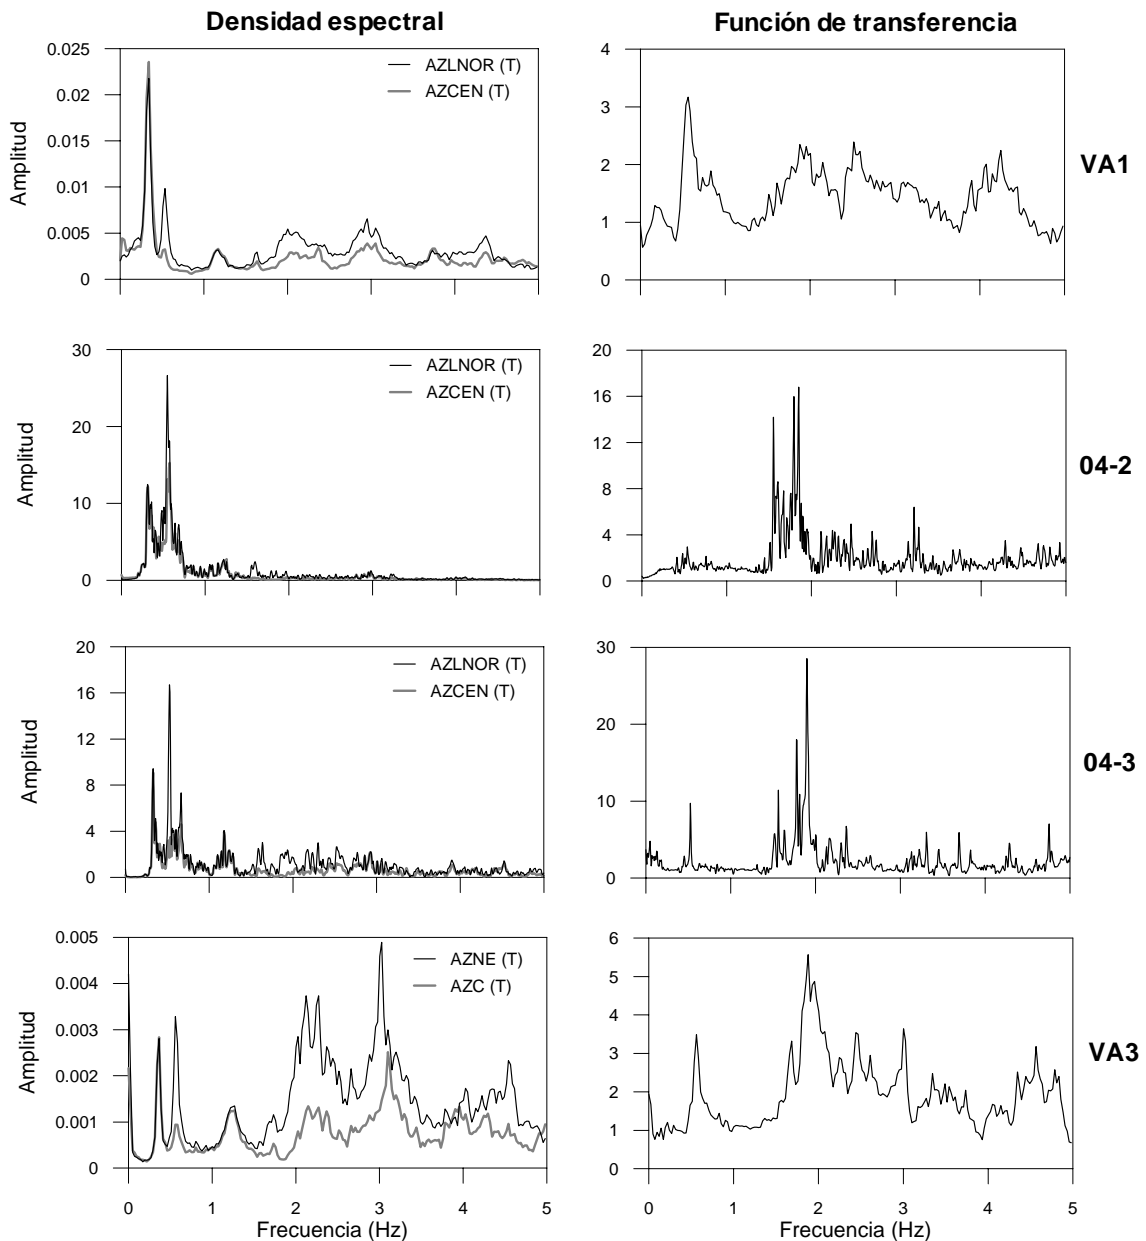 Densidad espectral
Función de transferencia
0.025
0.02
0.015
0.01
0.005
0
Amplitud
AZLNOR (T)
AZCEN (T)
4
3
2
1
0
VA1
30
20
10
0
Amplitud
AZLNOR (T)
AZCEN (T)
20
16
12
8
4
0
04-2
20
16
12
8
4
0
Amplitud
AZLNOR (T)
AZCEN (T)
30
20
10
0
04-3
0.005
0.004
0.003
0.002
0.001
0
Amplitud
AZNE (T)
AZC (T)
0 1 2 3 4 5
Frecuencia (Hz)
6
5
4
3
2
1
0
VA3
0 1 2 3 4 5
Frecuencia (Hz)